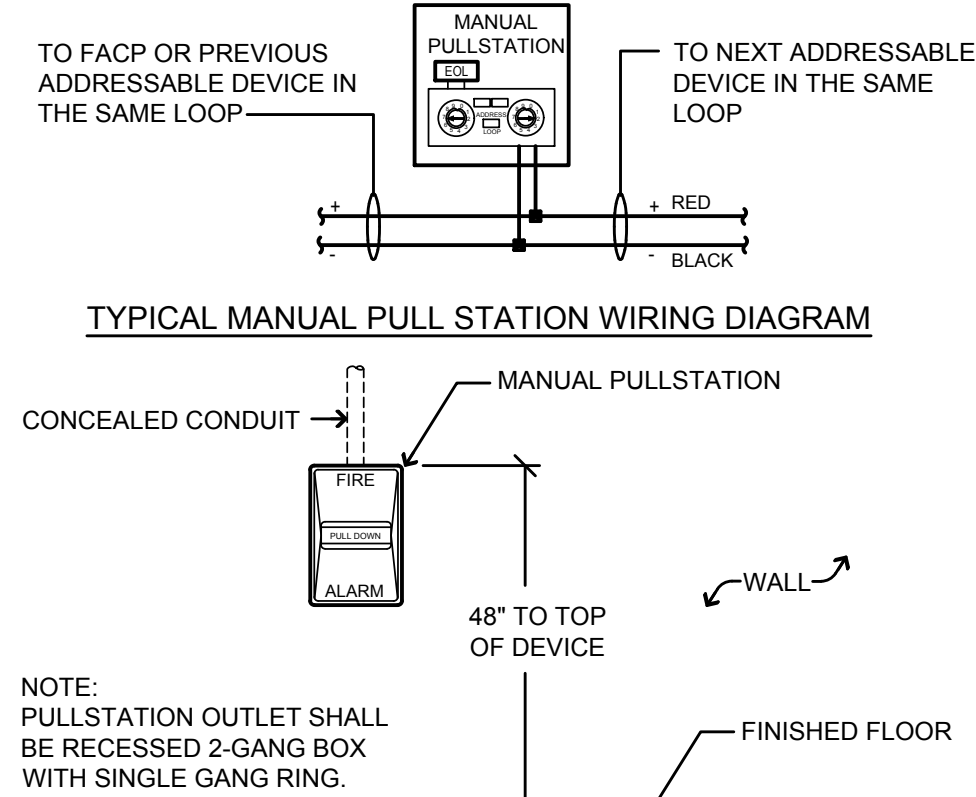 MANUAL
PULLSTATION
TO FACP OR PREVIOUS
ADDRESSABLE DEVICE IN
THE SAME LOOP
TO NEXT ADDRESSABLE
DEVICE IN THE SAME
LOOP
EOL
ADDRESS
LOOP
+
+ RED
-
- BLACK
TYPICAL MANUAL PULL STATION WIRING DIAGRAM
MANUAL PULLSTATION
CONCEALED CONDUIT
FIRE
PULL DOWN
ALARM
WALL
48" TO TOP
OF DEVICE
NOTE:
PULLSTATION OUTLET SHALL
BE RECESSED 2-GANG BOX
WITH SINGLE GANG RING.
FINISHED FLOOR